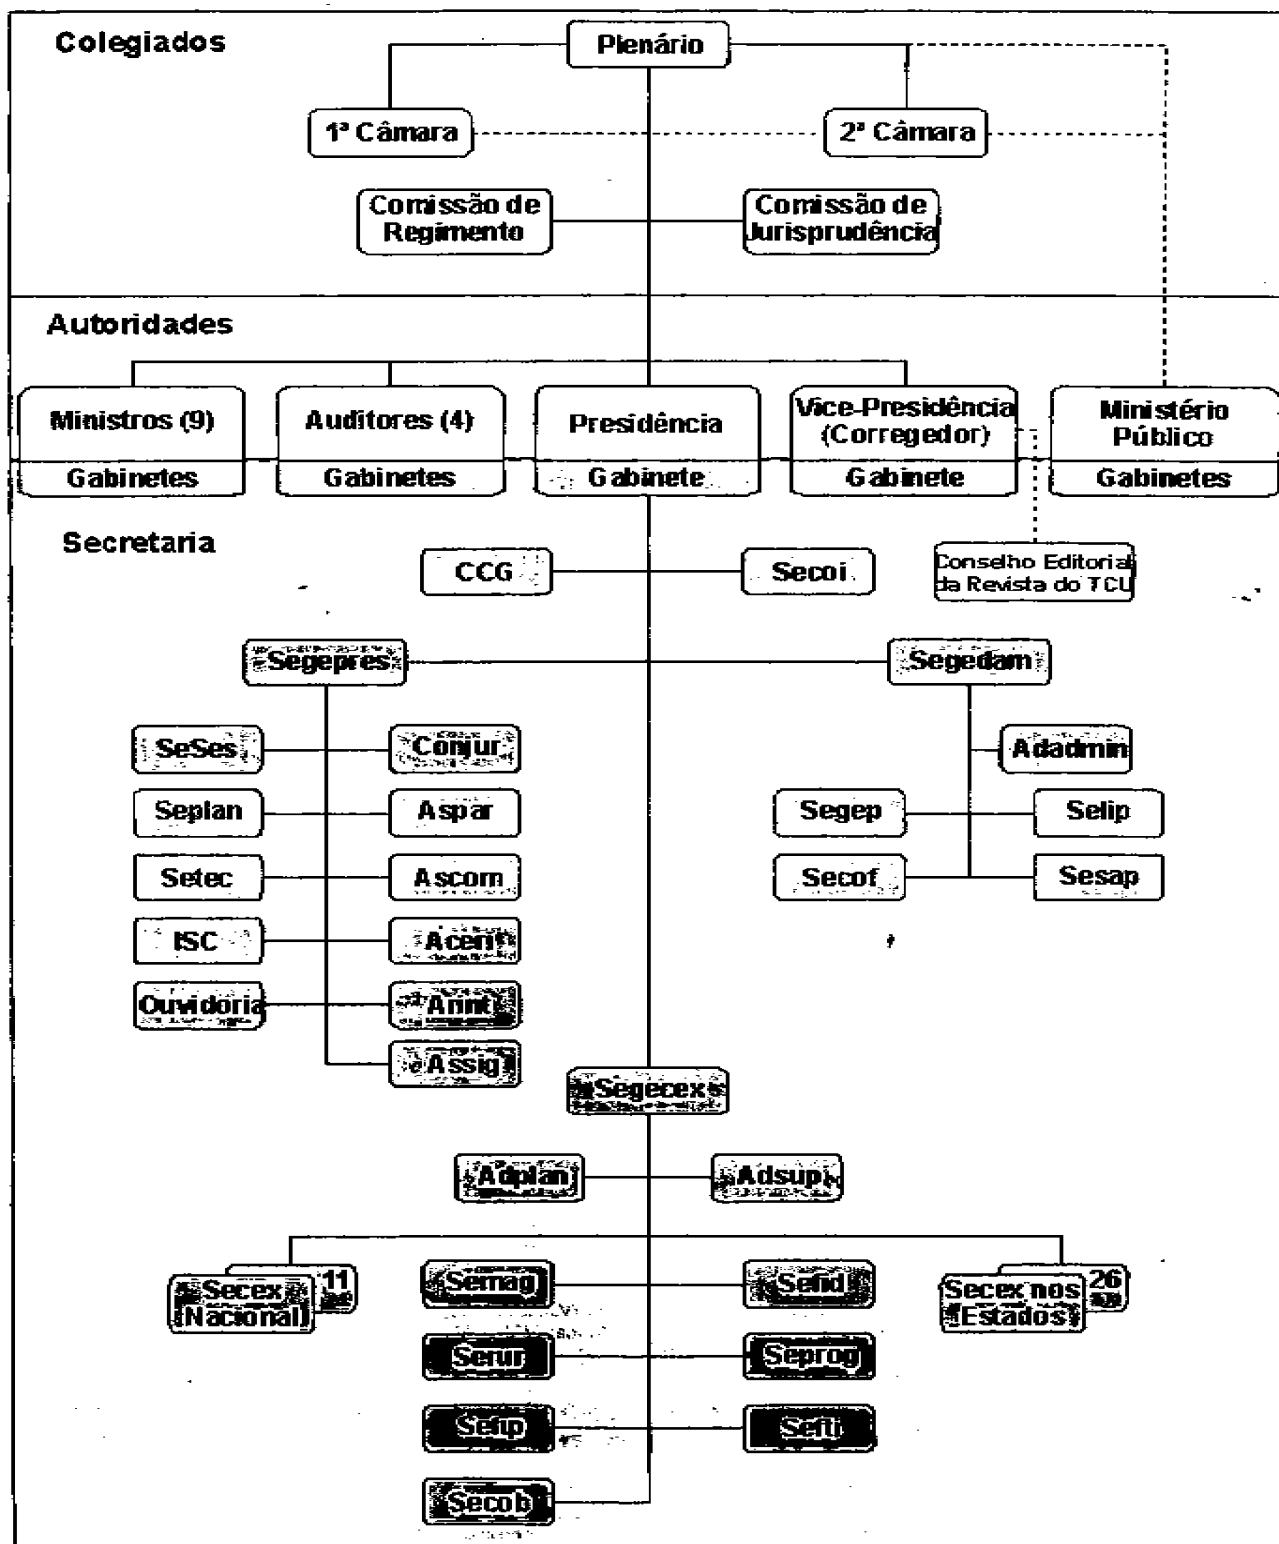 Colegiados
Plenário
1ª Câmara
2ª Câmara
Comissão de
Regimento
Comissão de
Jurisprudência
Autoridades
Ministros (9)
Gabinetes
Auditores (4)
Gabinetes
Presidência
Gabinete
Vice-Presidência
(Corregedor)
Gabinete
Ministério
Público
Gabinetes
Secretaria
CCG
Secoi
Conselho Editorial
da Revista do TCU
Segepres
Segedam
SeSes
Conjur
Adadmin
Seplan
Aspar
Segep
Selip
Setec
Ascom
Secof
Sesap
ISC
Aceri
Ouvidoria
Arint
Assig
Segecex
Adplan
Adsup
Secex
Nacional
11
Semag
Sefid
Secex nos
Estados
26
Serur
Seprog
Sefip
Sefti
Secob